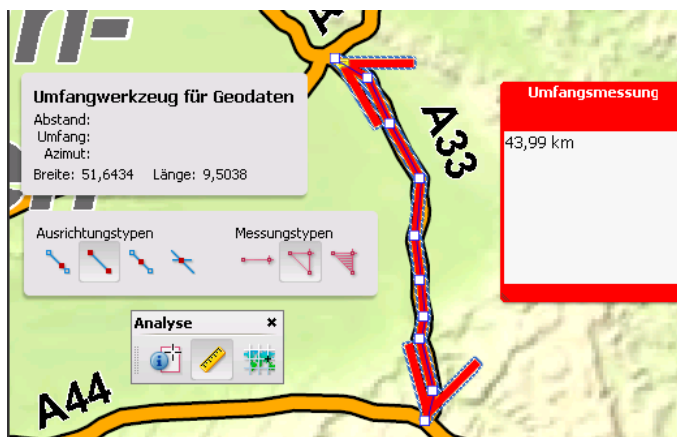 n-
A
en
Umfangwerkzeug für Geodaten
Abstand:
Umfang:
Azimut:
Breite: 51,6434 Länge: 9,5038
A33
Umfangsmessung
43,99 km
Ausrichtungstypen Messungstypen
Analyse
A44